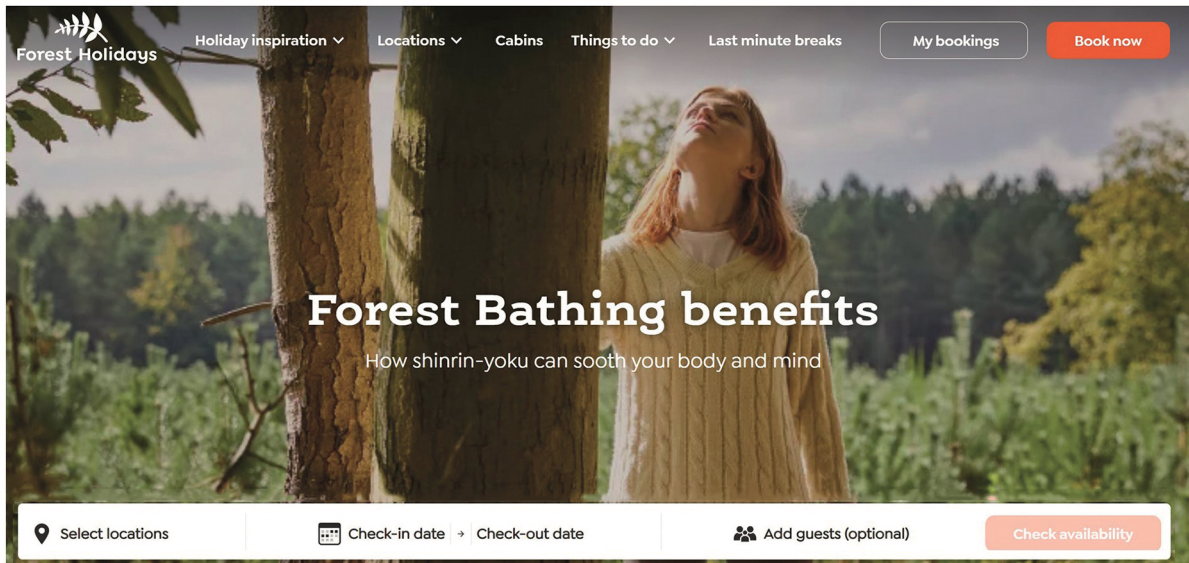 Forest Holidays
Holiday inspiration
Locations
Cabins
Things to do
Last minute breaks
My bookings
Book now
Forest Bathing benefits
How shinrin-yoku can sooth your body and mind
Select locations
Check-in date → Check-out date
Add guests (optional)
Check availability